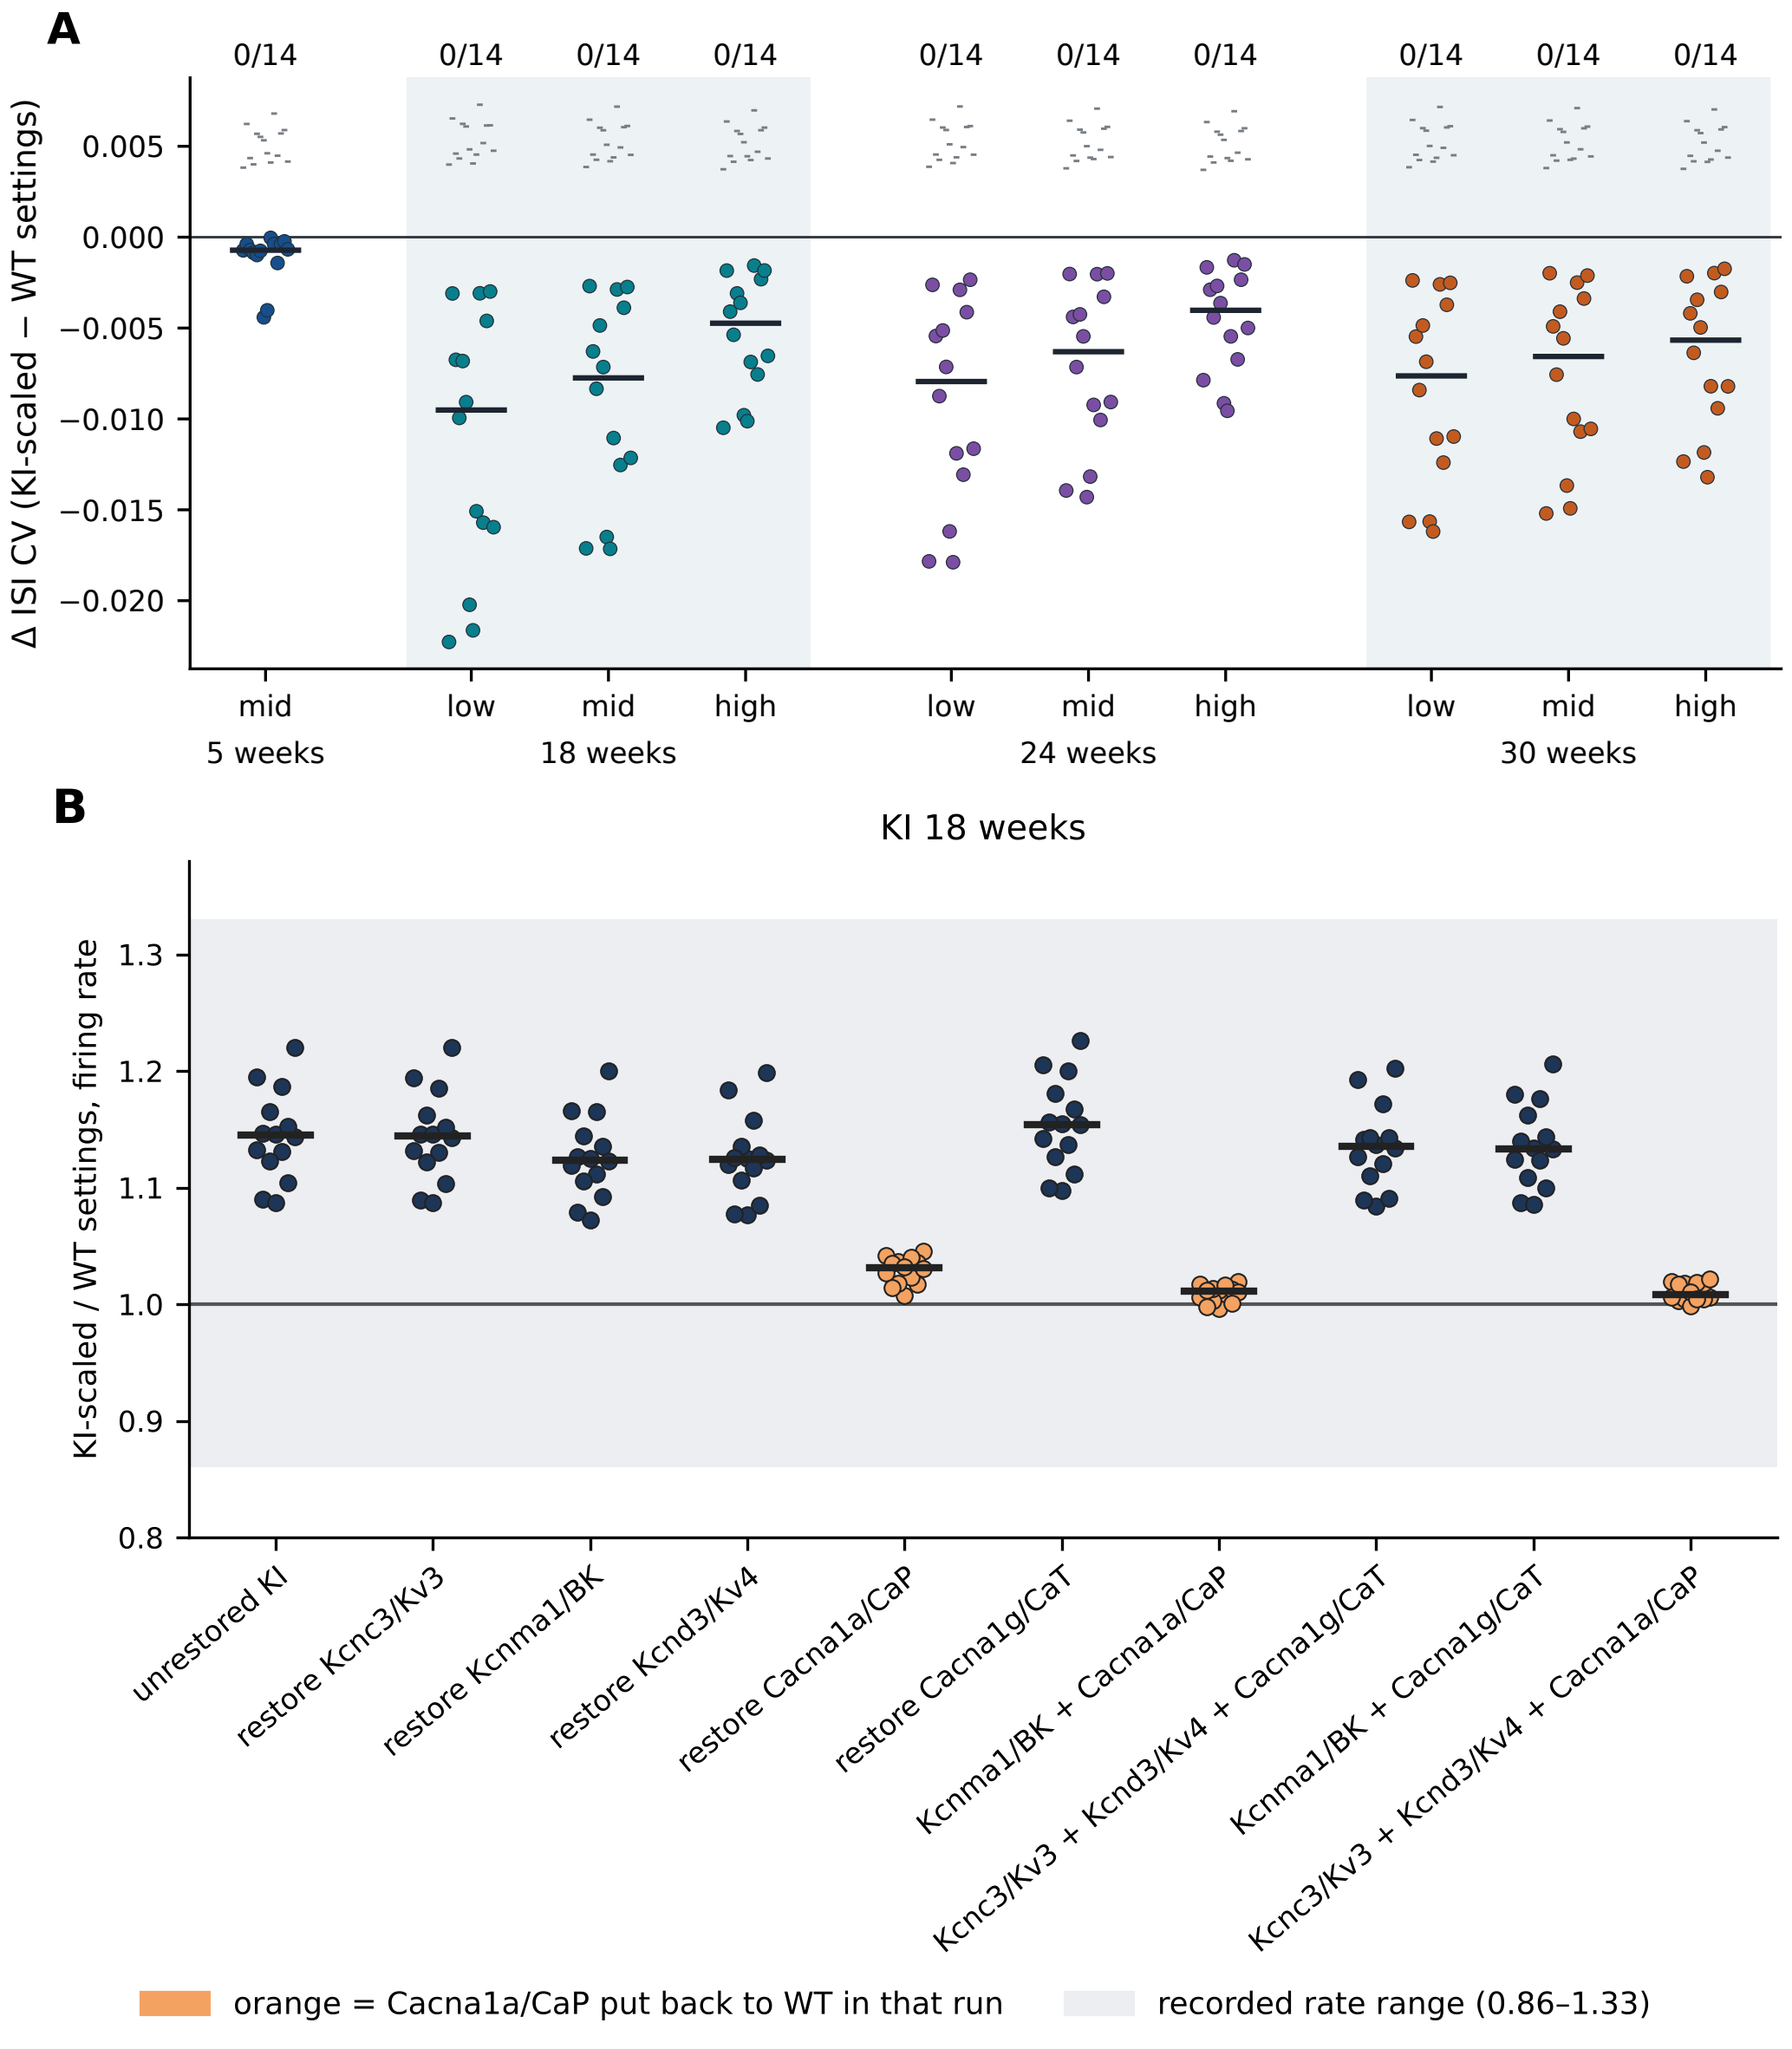 A
0/14 0/14 0/14 0/14 0/14 0/14 0/14 0/14 0/14 0/14
Δ ISI CV (KI-scaled − WT settings)
0.005
0.000
−0.005
−0.010
−0.015
−0.020
mid low mid high low mid high low mid high
5 weeks 18 weeks 24 weeks 30 weeks
B
KI 18 weeks
KI-scaled / WT settings, firing rate
1.3
1.2
1.1
1.0
0.9
0.8
unrestored KI
restore Kcnc3/Kv3
restore Kcnma1/BK
restore Kcnd3/Kv4
restore Cacna1a/CaP
restore Cacna1g/CaT
Kcnma1/BK + Cacna1a/CaP
Kcnc3/Kv3 + Kcnd3/Kv4 + Cacna1g/CaT
Kcnma1/BK + Cacna1g/CaT
Kcnc3/Kv3 + Kcnd3/Kv4 + Cacna1a/CaP
orange = Cacna1a/CaP put back to WT in that run
recorded rate range (0.86–1.33)